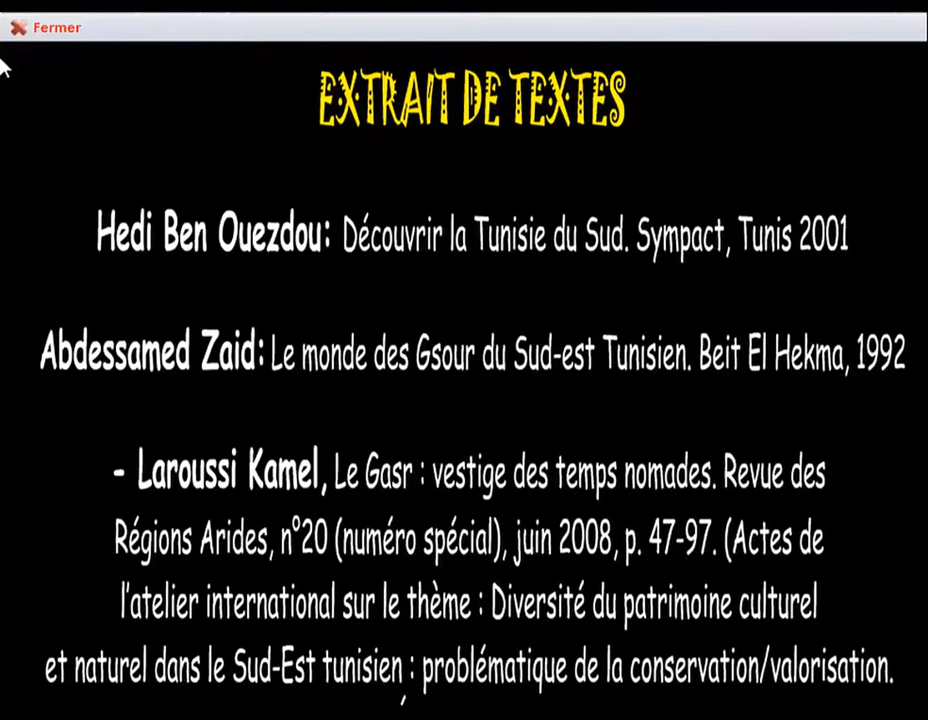 Fermer
EXTRAIT DE TEXTES
Hedi Ben Ouezdou: Découvrir la Tunisie du Sud. Sympact, Tunis 2001
Abdessamed Zaid: Le monde des Gsour du Sud-est Tunisien. Beit El Hekma, 1992
- Laroussi Kamel, Le Gasr : vestige des temps nomades. Revue des
Régions Arides, n°20 (numéro spécial), juin 2008, p. 47-97. (Actes de
l'atelier international sur le thème : Diversité du patrimoine culturel
et naturel dans le Sud-Est tunisien : problématique de la conservation/valorisation.